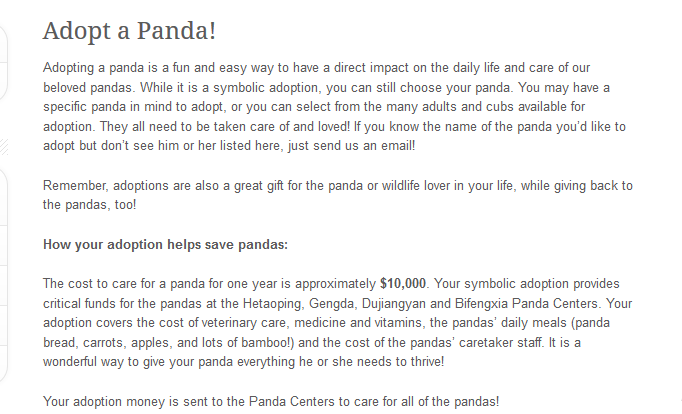 Adopt a Panda!
Adopting a panda is a fun and easy way to have a direct impact on the daily life and care of our
beloved pandas. While it is a symbolic adoption, you can still choose your panda. You may have a
specific panda in mind to adopt, or you can select from the many adults and cubs available for
adoption. They all need to be taken care of and loved! If you know the name of the panda you'd like to
adopt but don't see him or her listed here, just send us an email!
Remember, adoptions are also a great gift for the panda or wildlife lover in your life, while giving back to
the pandas, too!
How your adoption helps save pandas:
The cost to care for a panda for one year is approximately $10,000. Your symbolic adoption provides
critical funds for the pandas at the Hetaoping, Gengda, Dujiangyan and Bifengxia Panda Centers. Your
adoption covers the cost of veterinary care, medicine and vitamins, the pandas' daily meals (panda
bread, carrots, apples, and lots of bamboo!) and the cost of the pandas' caretaker staff. It is a
wonderful way to give your panda everything he or she needs to thrive!
Your adoption money is sent to the Panda Centers to care for all of the pandas!